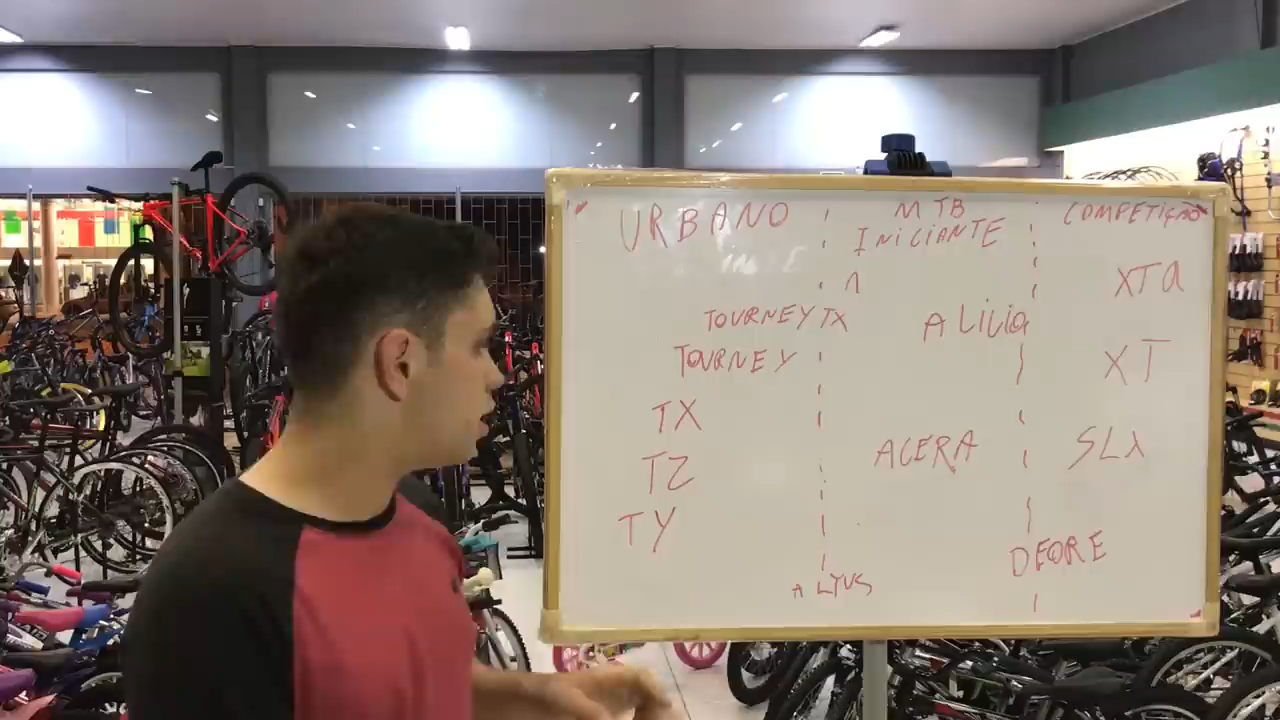 URBANO
MTB
INICIANTE
COMPETIÇÃO
XTR
TOURNEY TX
ALIVIO
TOURNEY
XT
TX
ACERA
SLX
TZ
TY
DEORE
ALTUS